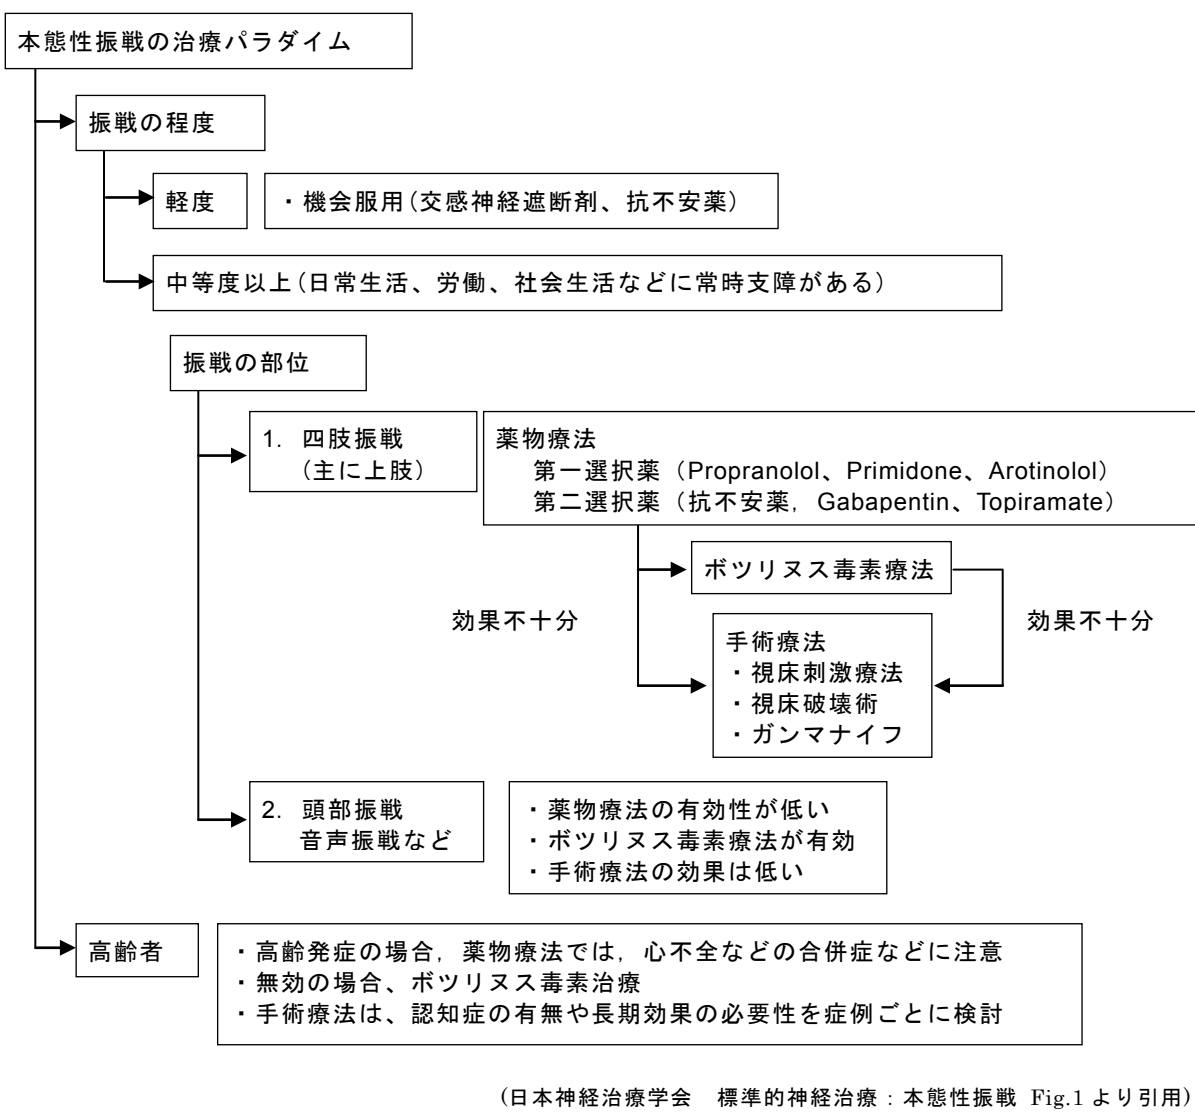 本態性振戦の治療パラダイム
振戦の程度
軽度
・機会服用(交感神経遮断剤、抗不安薬)
中等度以上(日常生活、労働、社会生活などに常時支障がある)
振戦の部位
1. 四肢振戦
(主に上肢)
薬物療法
第一選択薬（Propranolol、Primidone、Arotinolol）
第二選択薬（抗不安薬，Gabapentin、Topiramate）
ボツリヌス毒素療法
効果不十分
効果不十分
手術療法
・視床刺激療法
・視床破壊術
・ガンマナイフ
2. 頭部振戦
音声振戦など
・薬物療法の有効性が低い
・ボツリヌス毒素療法が有効
・手術療法の効果は低い
高齢者
・高齢発症の場合，薬物療法では，心不全などの合併症などに注意
・無効の場合、ボツリヌス毒素治療
・手術療法は、認知症の有無や長期効果の必要性を症例ごとに検討
(日本神経治療学会　標準的神経治療：本態性振戦 Fig.1 より引用)